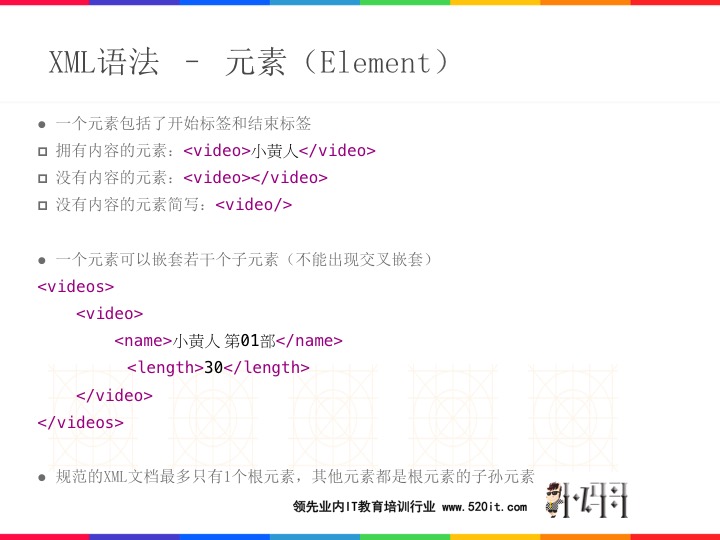 XML语法 – 元素（Element）
● 一个元素包括了开始标签和结束标签
拥有内容的元素：<video>小黄人</video>
没有内容的元素：<video></video>
没有内容的元素简写：<video/>
● 一个元素可以嵌套若干个子元素（不能出现交叉嵌套）
<videos>
<video>
<name>小黄人 第01部</name>
<length>30</length>
</video>
</videos>
● 规范的XML文档最多只有1个根元素，其他元素都是根元素的子孙元素
领先业内IT教育培训行业 www.520it.com
小码哥